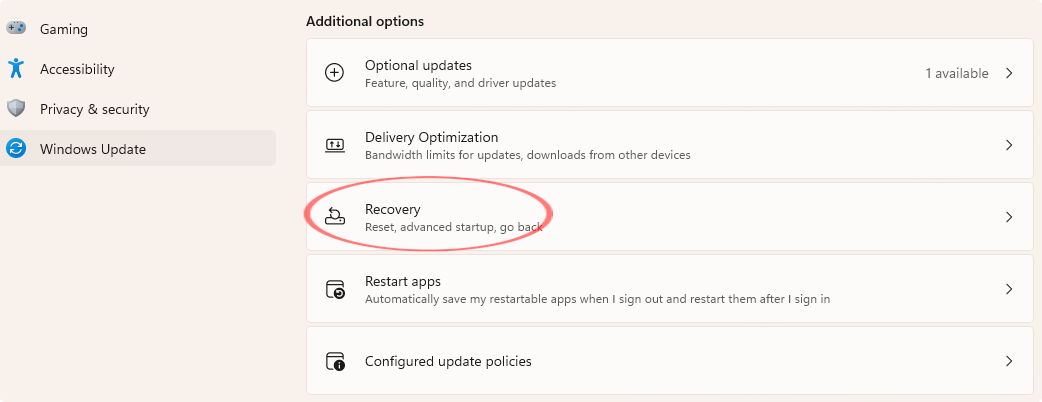 Gaming
Accessibility
Privacy & security
Windows Update
Additional options
Optional updates
Feature, quality, and driver updates
1 available
Delivery Optimization
Bandwidth limits for updates, downloads from other devices
Recovery
Reset, advanced startup, go back
Restart apps
Automatically save my restartable apps when I sign out and restart them after I sign in
Configured update policies